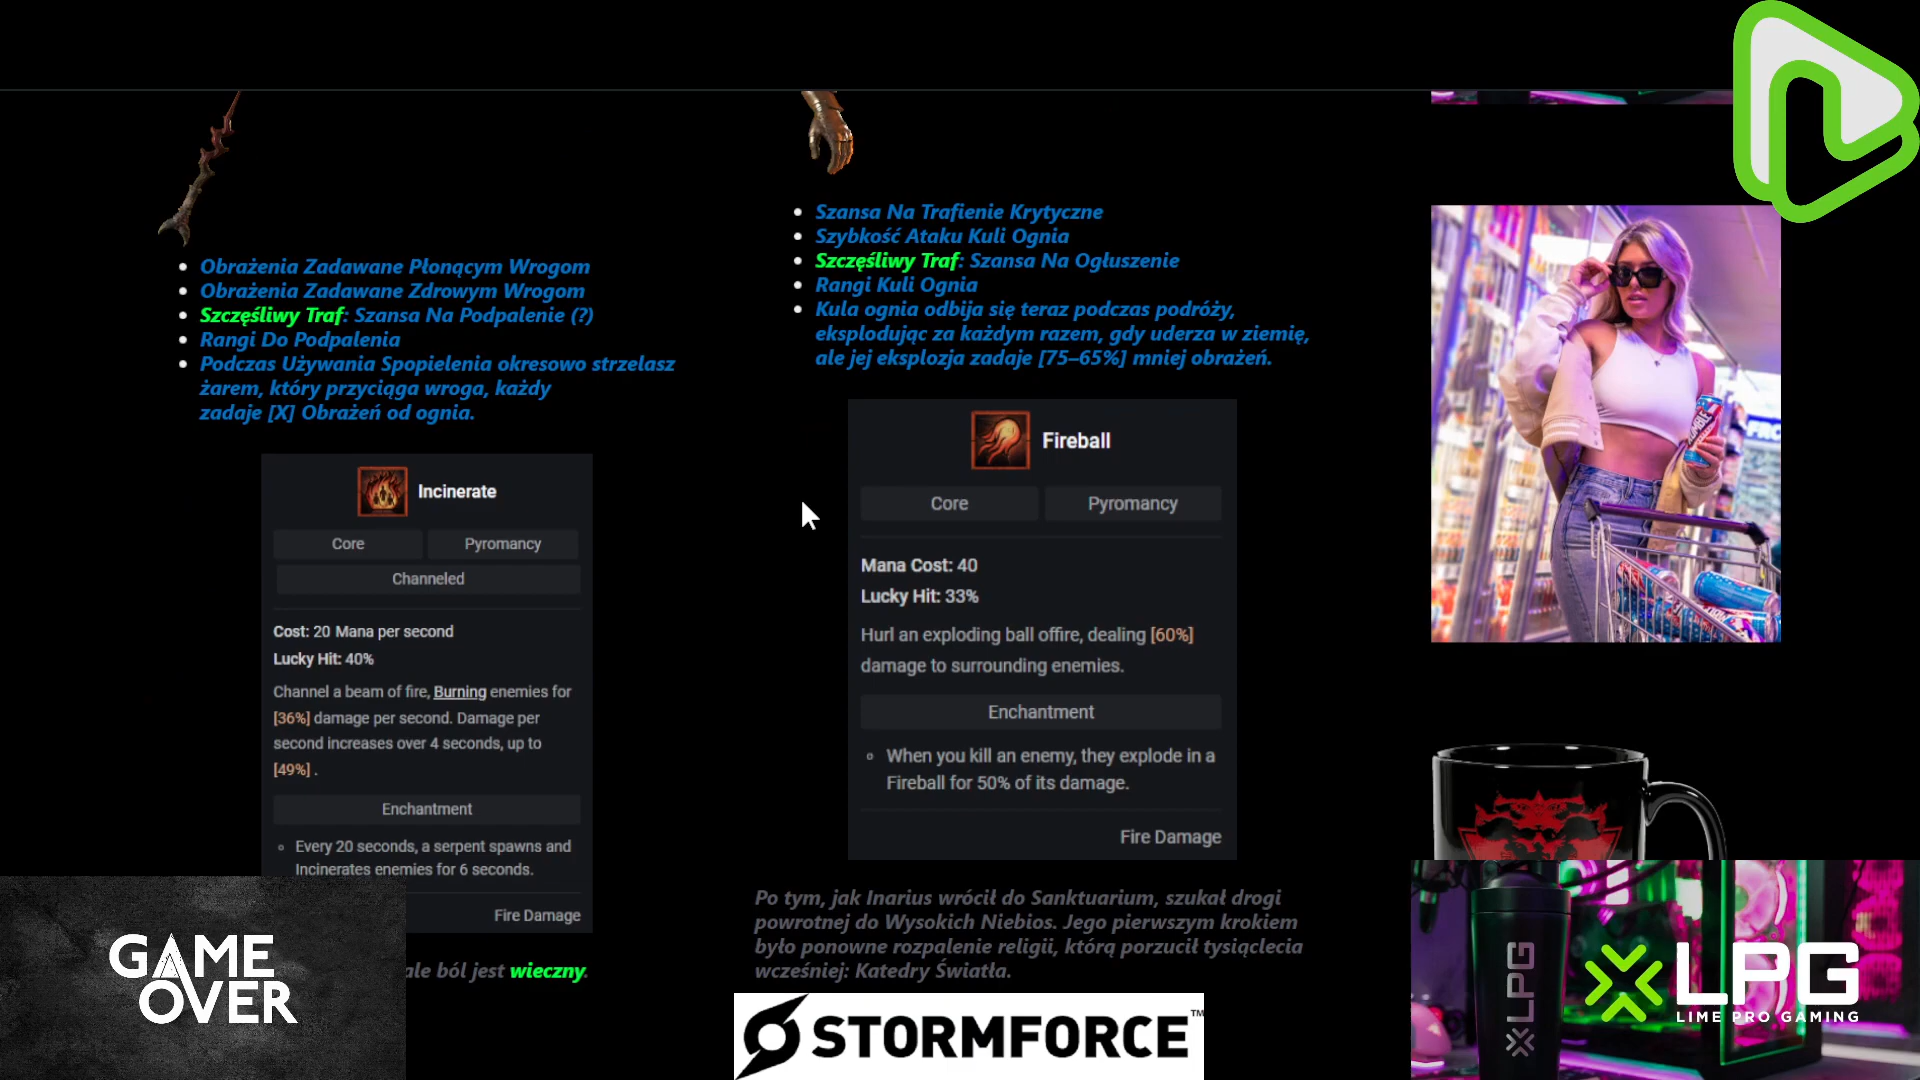 Obrażenia Zadawane Płonącym Wrogom
Obrażenia Zadawane Zdrowym Wrogom
Szczęśliwy Traf: Szansa Na Podpalenie (?)
Rangi Do Podpalenia
Podczas Używania Spopielenia okresowo strzelasz
żarem, który przyciąga wroga, każdy
zadaje [X] Obrażeń od ognia.
Incinerate
Core
Pyromancy
Channeled
Cost: 20 Mana per second
Lucky Hit: 40%
Channel a beam of fire, Burning enemies for
[36%] damage per second. Damage per
second increases over 4 seconds, up to
[49%] .
Enchantment
Every 20 seconds, a serpent spawns and
Incinerates enemies for 6 seconds.
Fire Damage
ale ból jest wieczny.
Szansa Na Trafienie Krytyczne
Szybkość Ataku Kuli Ognia
Szczęśliwy Traf: Szansa Na Ogłuszenie
Rangi Kuli Ognia
Kula ognia odbija się teraz podczas podróży,
eksplodując za każdym razem, gdy uderza w ziemię,
ale jej eksplozja zadaje [75–65%] mniej obrażeń.
Fireball
Core
Pyromancy
Mana Cost: 40
Lucky Hit: 33%
Hurl an exploding ball offire, dealing [60%]
damage to surrounding enemies.
Enchantment
When you kill an enemy, they explode in a
Fireball for 50% of its damage.
Fire Damage
Po tym, jak Inarius wrócił do Sanktuarium, szukał drogi
powrotnej do Wysokich Niebios. Jego pierwszym krokiem
było ponowne rozpalenie religii, którą porzucił tysiąclecia
wcześniej: Katedry Światła.
GAME
OVER
STORMFORCE™
LPG
LPG
LIME PRO GAMING